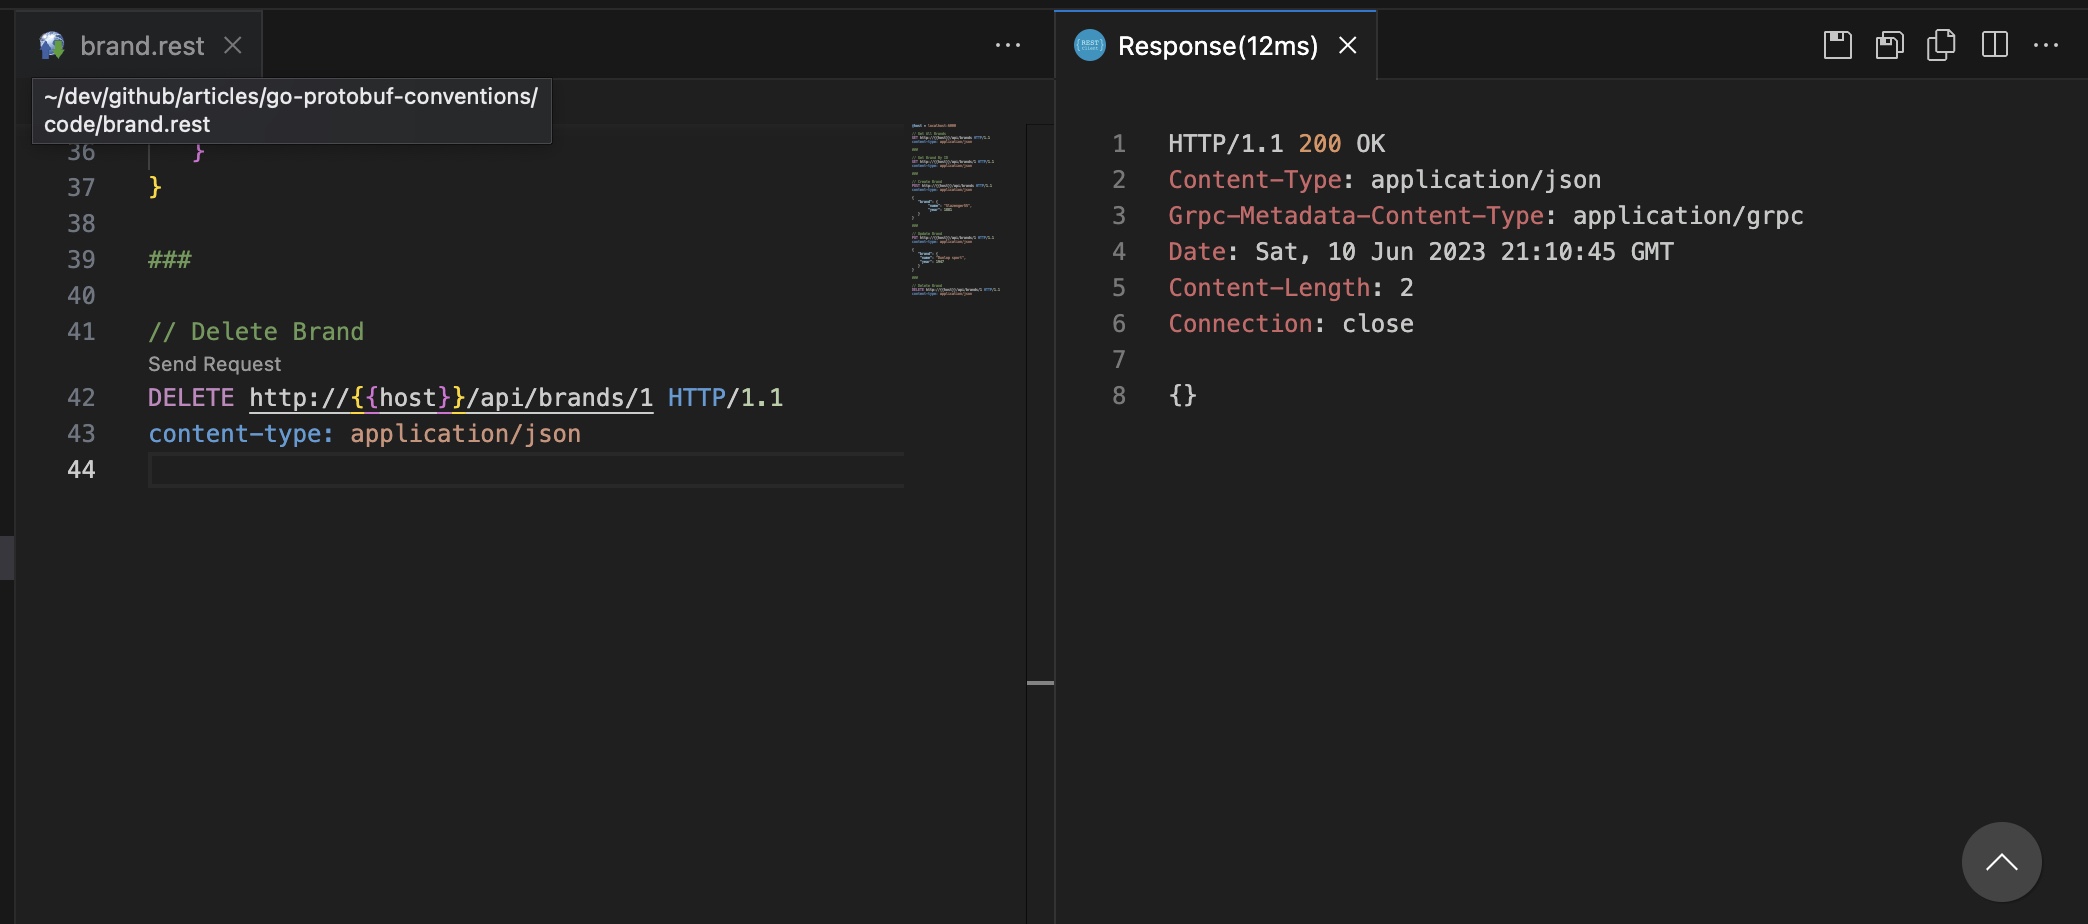 brand.rest
Response(12ms)
~/dev/github/articles/go-protobuf-conventions/
code/brand.rest
36 }
37 }
38
39 ###
40
41 // Delete Brand
Send Request
42 DELETE http://{{host}}/api/brands/1 HTTP/1.1
43 content-type: application/json
44
1 HTTP/1.1 200 OK
2 Content-Type: application/json
3 Grpc-Metadata-Content-Type: application/grpc
4 Date: Sat, 10 Jun 2023 21:10:45 GMT
5 Content-Length: 2
6 Connection: close
7
8 {}